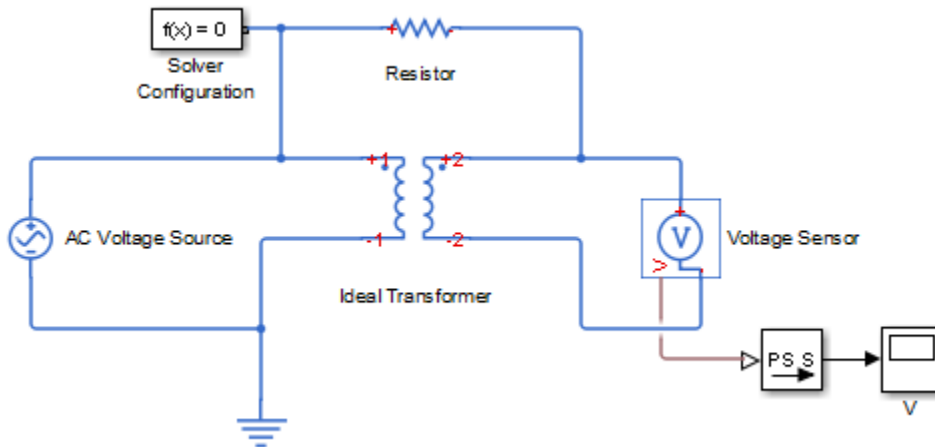 f(x) = 0
Solver
Configuration
+ -
Resistor
+1 +2
AC Voltage Source
-1 -2
Ideal Transformer
+
V
V
Voltage Sensor
PS S
V